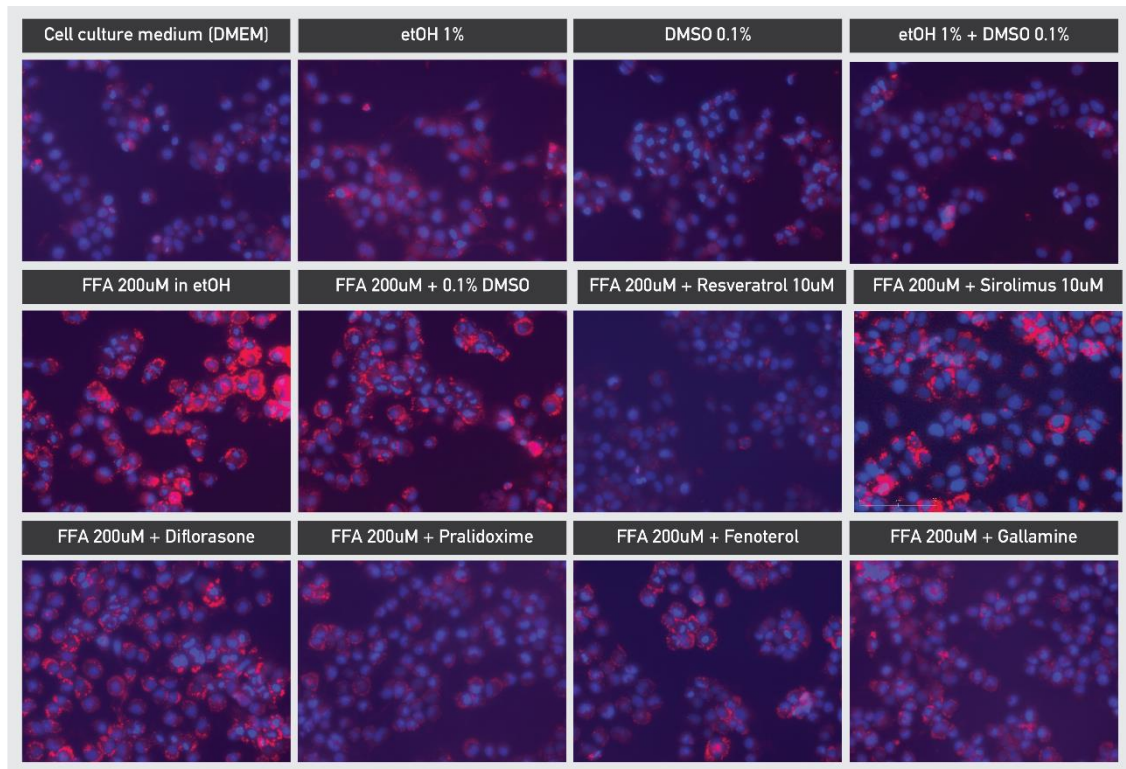 Cell culture medium (DMEM)
etOH 1%
DMSO 0.1%
etOH 1% + DMSO 0.1%
FFA 200uM in etOH
FFA 200uM + 0.1% DMSO
FFA 200uM + Resveratrol 10uM
FFA 200uM + Sirolimus 10uM
FFA 200uM + Diflorasone
FFA 200uM + Pralidoxime
FFA 200uM + Fenoterol
FFA 200uM + Gallamine